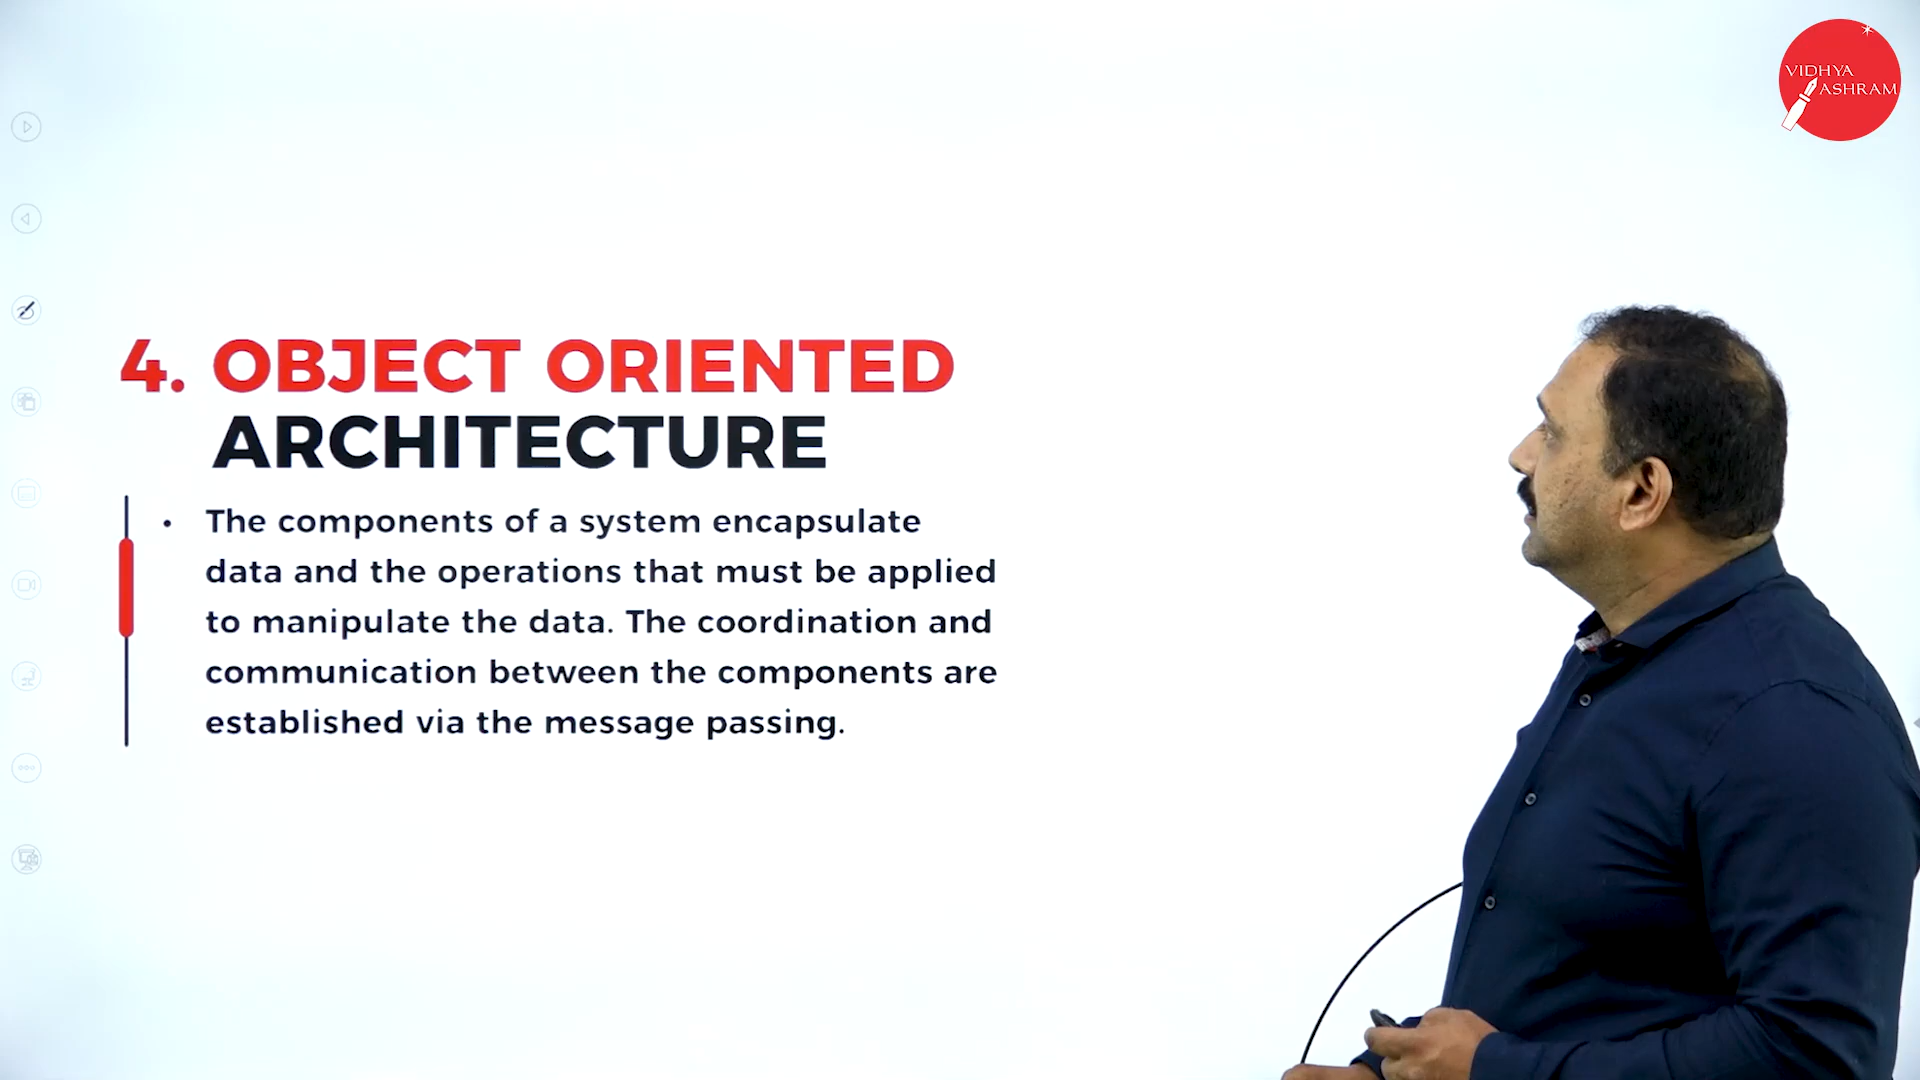 VIDHYA
ASHRAM
4. OBJECT ORIENTED
ARCHITECTURE
• The components of a system encapsulate
data and the operations that must be applied
to manipulate the data. The coordination and
communication between the components are
established via the message passing.